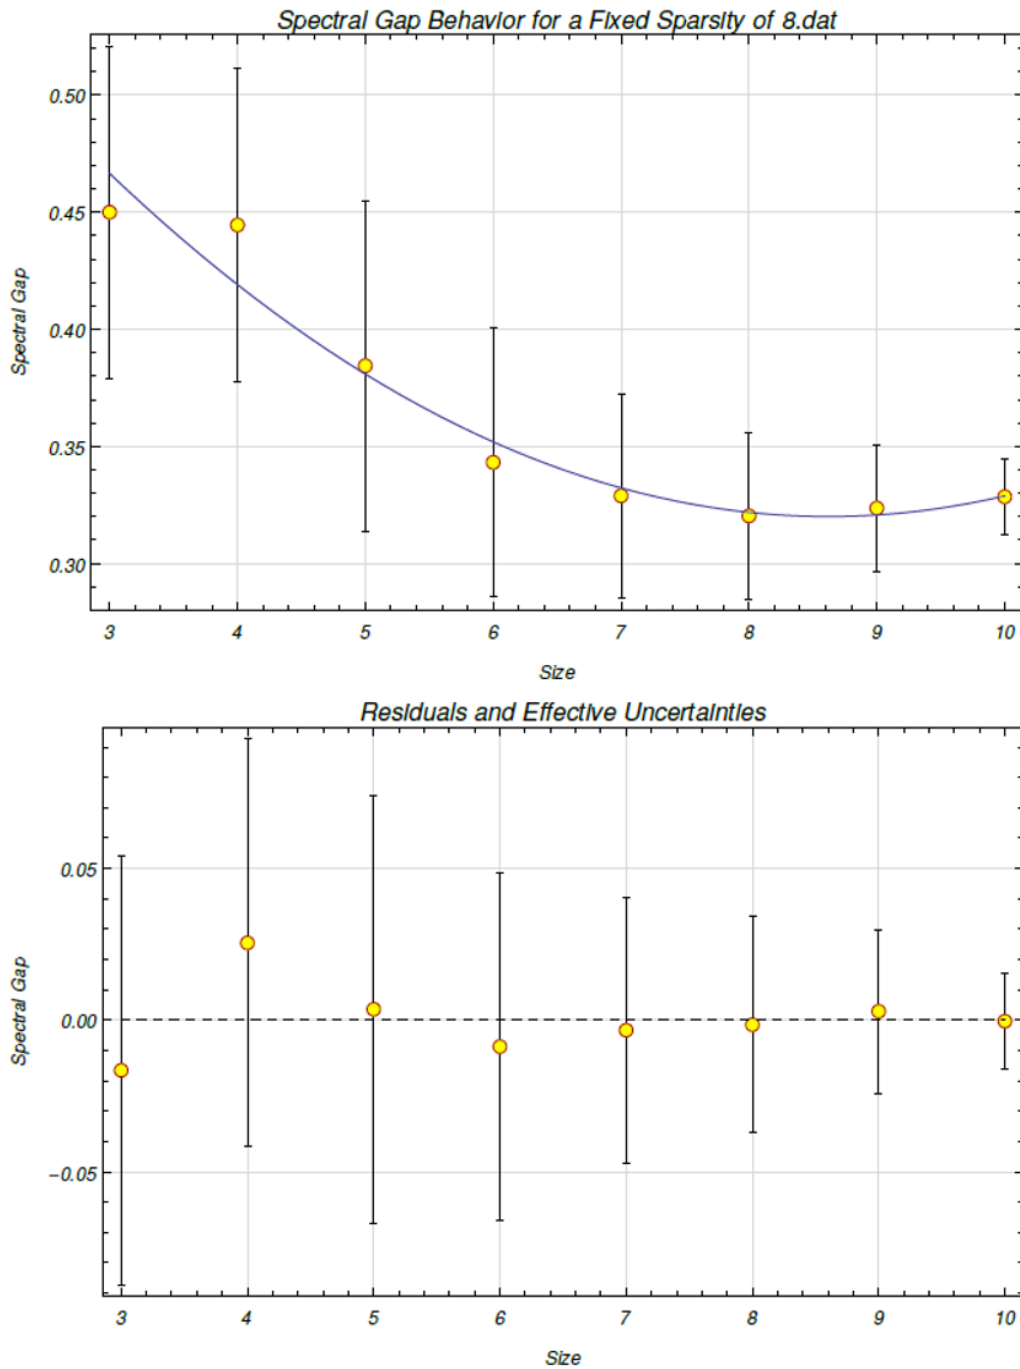 Spectral Gap Behavior for a Fixed Sparsity of 8.dat
0.50
0.45
0.40
0.35
0.30
Spectral Gap
3 4 5 6 7 8 9 10
Size
Residuals and Effective Uncertainties
0.05
0.00
−0.05
Spectral Gap
3 4 5 6 7 8 9 10
Size